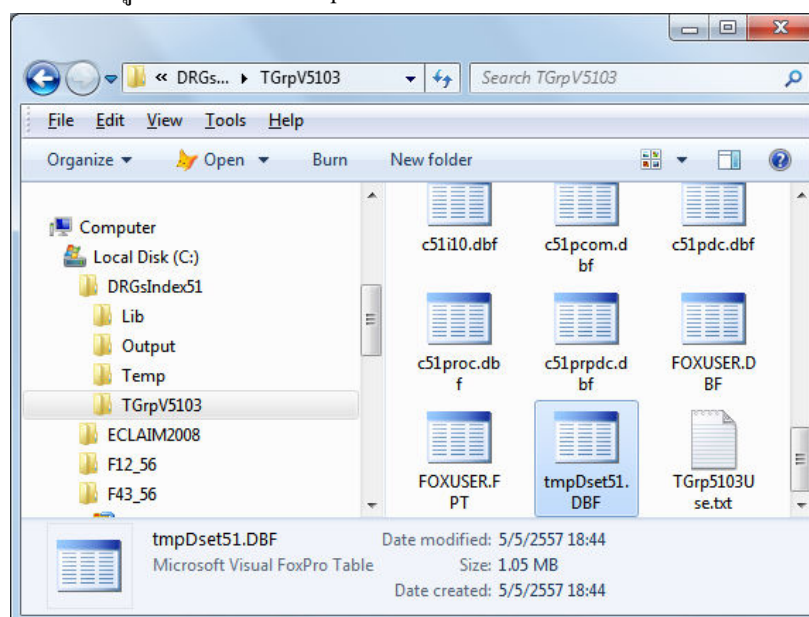 « DRGs... ▸ TGrpV5103
Search TGrpV5103
File Edit View Tools Help
Organize Open Burn New folder
Computer
Local Disk (C:)
DRGsIndex51
Lib
Output
Temp
TGrpV5103
ECLAIM2008
F12_56
F43_56
c51i10.dbf
c51pcom.d
bf
c51pdc.dbf
c51proc.db
f
c51prpdc.d
bf
FOXUSER.D
BF
FOXUSER.F
PT
tmpDset51.
DBF
TGrp5103U
se.txt
tmpDset51.DBF
Date modified: 5/5/2557 18:44
Microsoft Visual FoxPro Table
Size: 1.05 MB
Date created: 5/5/2557 18:44